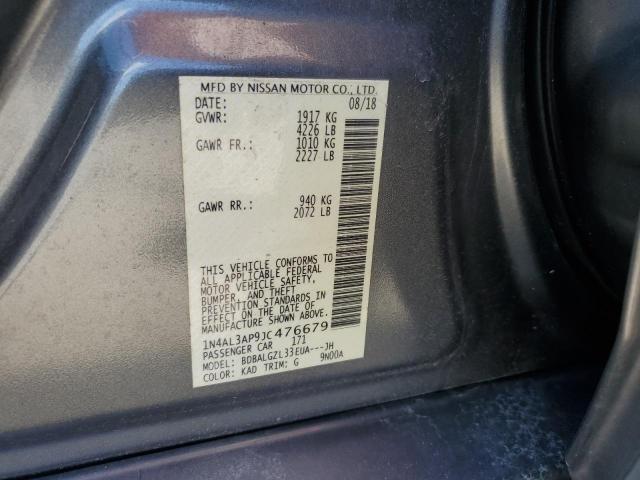 MFD BY NISSAN MOTOR CO., LTD.
DATE: 08/18
GVWR: 1917 KG
4226 LB
GAWR FR.: 1010 KG
2227 LB
GAWR RR.: 940 KG
2072 LB
THIS VEHICLE CONFORMS TO
ALL APPLICABLE FEDERAL
MOTOR VEHICLE SAFETY,
BUMPER, AND THEFT
PREVENTION STANDARDS IN
EFFECT ON THE DATE OF
MANUFACTURE SHOWN ABOVE.
1N4AL3AP9JC476679
PASSENGER CAR 171
MODEL: BDBALGZL33EUA---JH
COLOR: KAD TRIM: G 9N00A